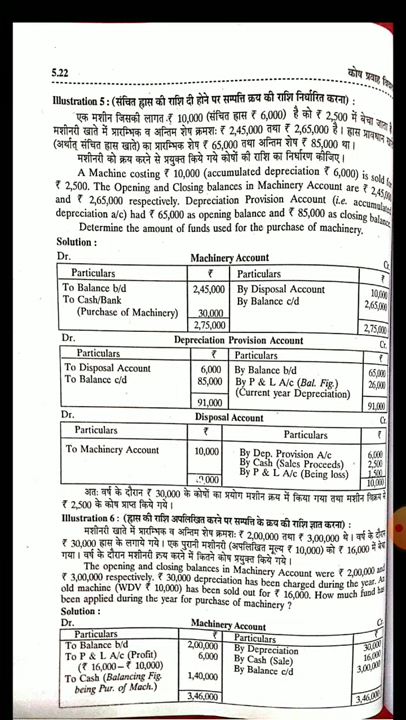 5.22
कोष प्रवाह
Illustration 5 : (संचित ह्रास की राशि दी होने पर सम्पत्ति क्रय की राशि निर्धारित करना) :
एक मशीन जिसकी लागत ₹ 10,000 (संचित ह्रास ₹ 6,000) है को ₹ 2,500 में बेचा जाता है
मशीनरी खाते में प्रारम्भिक व अन्तिम शेष क्रमशः ₹ 2,45,000 तथा ₹ 2,65,000 है। ह्रास प्रावधान
(अर्थात् संचित ह्रास खाते) का प्रारम्भिक शेष ₹ 65,000 तथा अन्तिम शेष ₹ 85,000 था।
मशीनरी को क्रय करने से प्रयुक्त किये गये कोषों की राशि का निर्धारण कीजिए।
A Machine costing ₹ 10,000 (accumulated depreciation ₹ 6,000) is sold for
₹ 2,500. The Opening and Closing balances in Machinery Account are ₹ 2,45,000
and ₹ 2,65,000 respectively. Depreciation Provision Account (i.e. accumulated
depreciation a/c) had ₹ 65,000 as opening balance and ₹ 85,000 as closing balance.
Determine the amount of funds used for the purchase of machinery.
Solution :
Dr. Machinery Account Cr.
Particulars ₹ Particulars ₹
To Balance b/d 2,45,000 By Disposal Account 10,000
To Cash/Bank By Balance c/d 2,65,000
(Purchase of Machinery) 30,000
2,75,000 2,75,000
Dr. Depreciation Provision Account Cr.
Particulars ₹ Particulars ₹
To Disposal Account 6,000 By Balance b/d 65,000
To Balance c/d 85,000 By P & L A/c (Bal. Fig.) 26,000
(Current year Depreciation)
91,000 91,000
Dr. Disposal Account Cr.
Particulars ₹ Particulars ₹
To Machinery Account 10,000 By Dep. Provision A/c 6,000
By Cash (Sales Proceeds) 2,500
By P & L A/c (Being loss) 1,500
10,000
अतः वर्ष के दौरान ₹ 30,000 के कोषों का प्रयोग मशीन क्रय में किया गया तथा मशीन विक्रय से
₹ 2,500 के कोष प्राप्त किये गये।
Illustration 6 : (ह्रास की राशि अपलिखित करने पर सम्पत्ति के क्रय की राशि ज्ञात करना) :
मशीनरी खाते में प्रारम्भिक व अन्तिम शेष क्रमशः ₹ 2,00,000 तथा ₹ 3,00,000 थे। वर्ष के दौरान
₹ 30,000 ह्रास के लगाये गये। एक पुरानी मशीनरी (अपलिखित मूल्य ₹ 10,000) को ₹ 16,000 में बेचा
गया। वर्ष के दौरान मशीनरी क्रय करने में कितने कोष प्रयुक्त किये गये।
The opening and closing balances in Machinery Account were ₹ 2,00,000 and
₹ 3,00,000 respectively. ₹ 30,000 depreciation has been charged during the year. An
old machine (WDV ₹ 10,000) has been sold out for ₹ 16,000. How much fund has
been applied during the year for purchase of machinery ?
Solution :
Dr. Machinery Account Cr.
Particulars ₹ Particulars ₹
To Balance b/d 2,00,000 By Depreciation 30,000
To P & L A/c (Profit) 6,000 By Cash (Sale) 16,000
(₹ 16,000 – ₹ 10,000) By Balance c/d 3,00,000
To Cash (Balancing Fig. 1,40,000
being Pur. of Mach.)
3,46,000 3,46,000